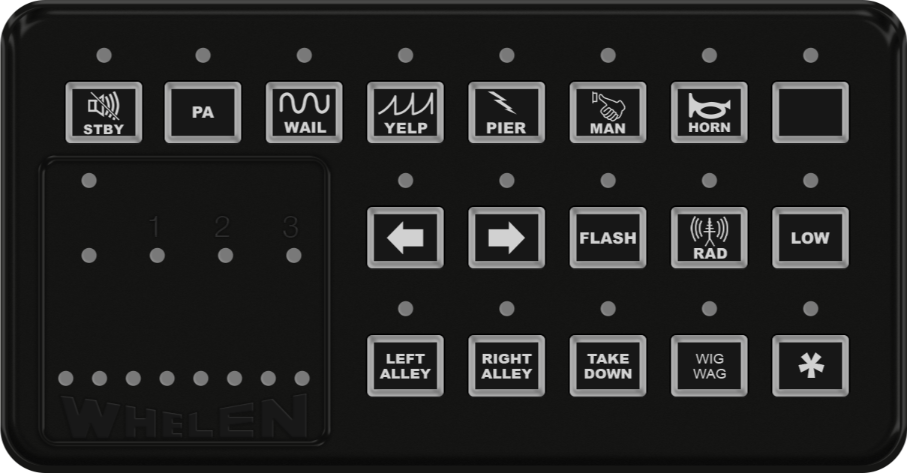 STBY
PA
WAIL
YELP
PIER
MAN
HORN
1 2 3
FLASH
RAD
LOW
LEFT
ALLEY
RIGHT
ALLEY
TAKE
DOWN
WIG
WAG
*
WHELEN